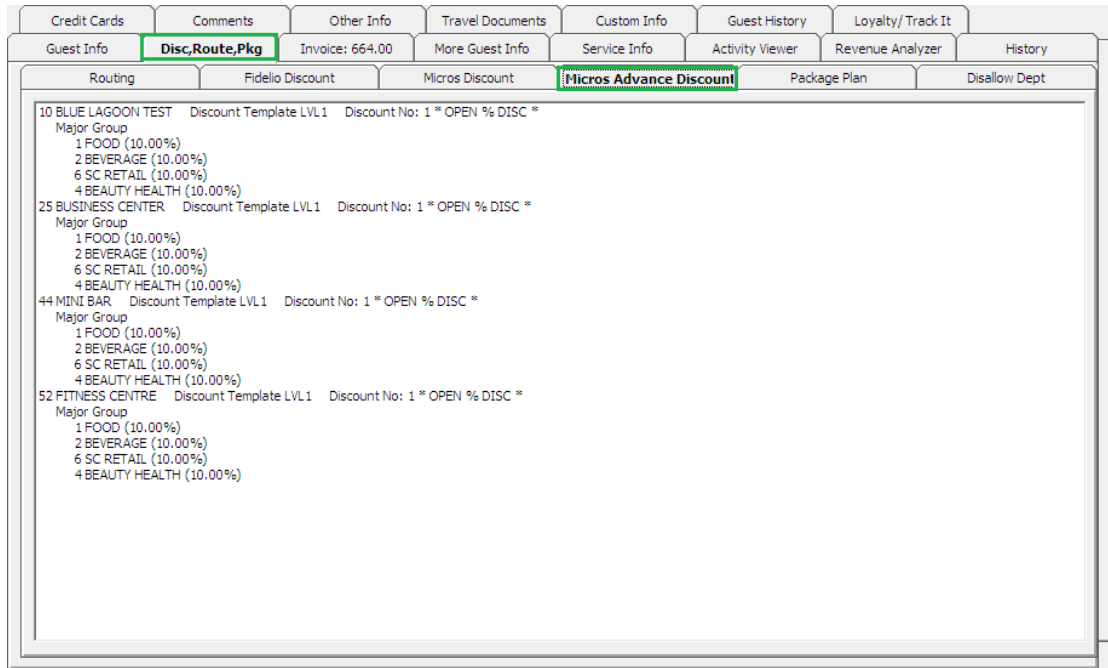 Credit Cards Comments Other Info Travel Documents Custom Info Guest History Loyalty/ Track It
Guest Info Disc,Route,Pkg Invoice: 664.00 More Guest Info Service Info Activity Viewer Revenue Analyzer History
Routing Fidelio Discount Micros Discount Micros Advance Discount Package Plan Disallow Dept
10 BLUE LAGOON TEST Discount Template LVL1 Discount No: 1 * OPEN % DISC *
Major Group
1 FOOD (10.00%)
2 BEVERAGE (10.00%)
6 SC RETAIL (10.00%)
4 BEAUTY HEALTH (10.00%)
25 BUSINESS CENTER Discount Template LVL1 Discount No: 1 * OPEN % DISC *
Major Group
1 FOOD (10.00%)
2 BEVERAGE (10.00%)
6 SC RETAIL (10.00%)
4 BEAUTY HEALTH (10.00%)
44 MINI BAR Discount Template LVL1 Discount No: 1 * OPEN % DISC *
Major Group
1 FOOD (10.00%)
2 BEVERAGE (10.00%)
6 SC RETAIL (10.00%)
4 BEAUTY HEALTH (10.00%)
52 FITNESS CENTRE Discount Template LVL1 Discount No: 1 * OPEN % DISC *
Major Group
1 FOOD (10.00%)
2 BEVERAGE (10.00%)
6 SC RETAIL (10.00%)
4 BEAUTY HEALTH (10.00%)